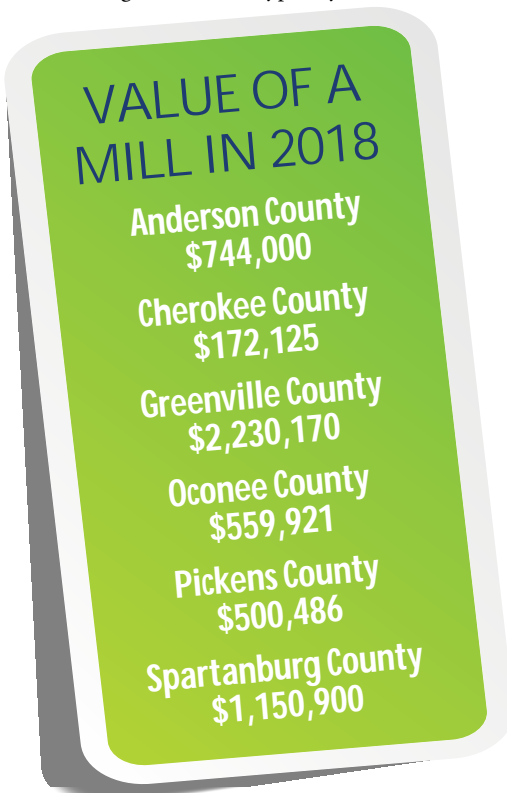 VALUE OF A
MILL IN 2018
Anderson County
$744,000
Cherokee County
$172,125
Greenville County
$2,230,170
Oconee County
$559,921
Pickens County
$500,486
Spartanburg County
$1,150,900